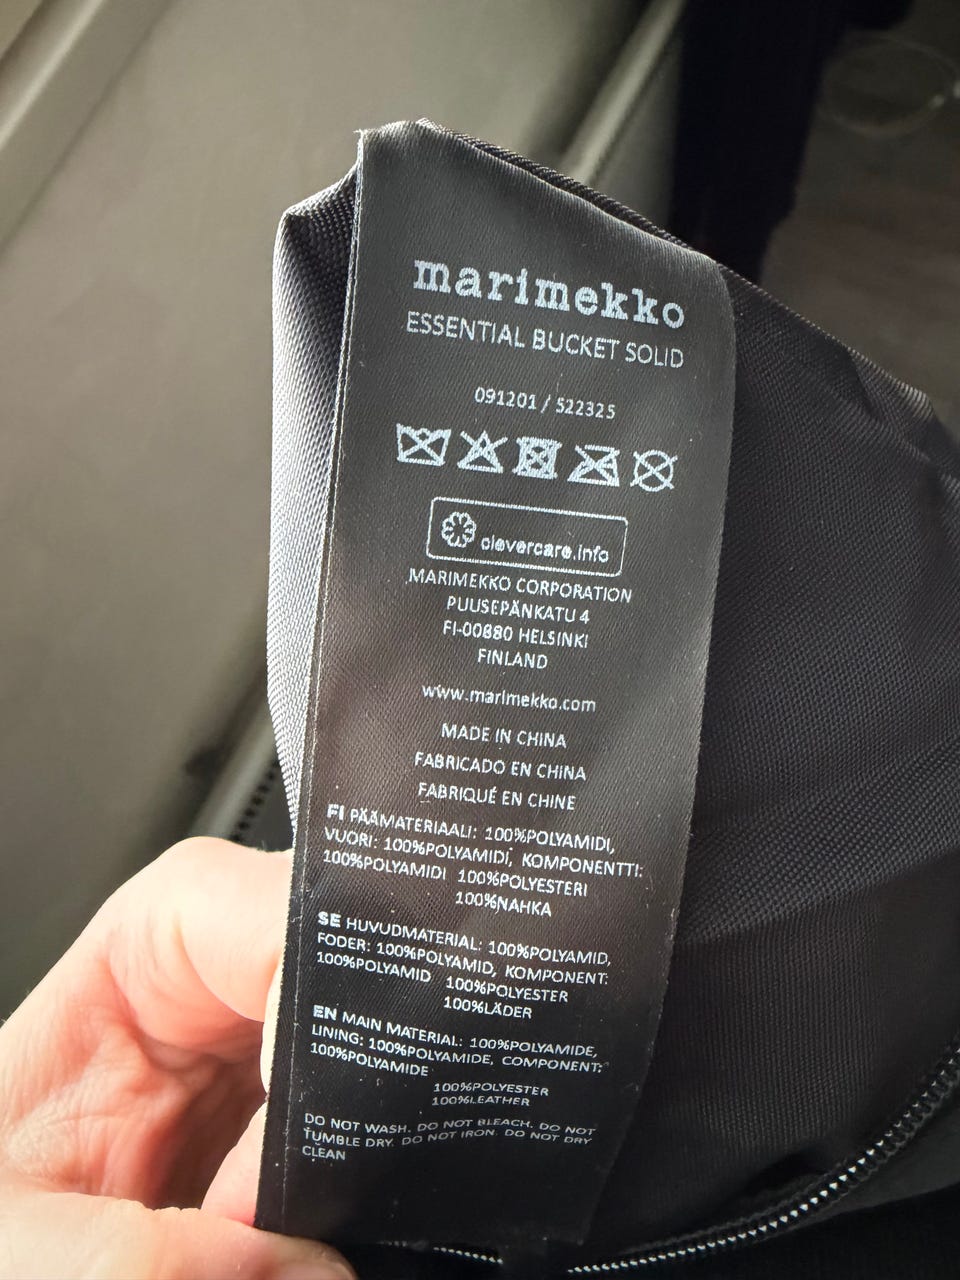 marimekko
ESSENTIAL BUCKET SOLID
091201 / 522325
clevercare.info
MARIMEKKO CORPORATION
PUUSEPÄNKATU 4
FI-00880 HELSINKI
FINLAND
www.marimekko.com
MADE IN CHINA
FABRICADO EN CHINA
FABRIQUÉ EN CHINE
FI PÄÄMATERIAALI: 100%POLYAMIDI,
VUORI: 100%POLYAMIDI, KOMPONENTTI:
100%POLYAMIDI 100%POLYESTERI
100%NAHKA
SE HUVUDMATERIAL: 100%POLYAMID,
FODER: 100%POLYAMID, KOMPONENT:
100%POLYAMID 100%POLYESTER
100%LÄDER
EN MAIN MATERIAL: 100%POLYAMIDE,
LINING: 100%POLYAMIDE, COMPONENT:
100%POLYAMIDE
100%POLYESTER
100%LEATHER
DO NOT WASH. DO NOT BLEACH. DO NOT
TUMBLE DRY. DO NOT IRON. DO NOT DRY
CLEAN